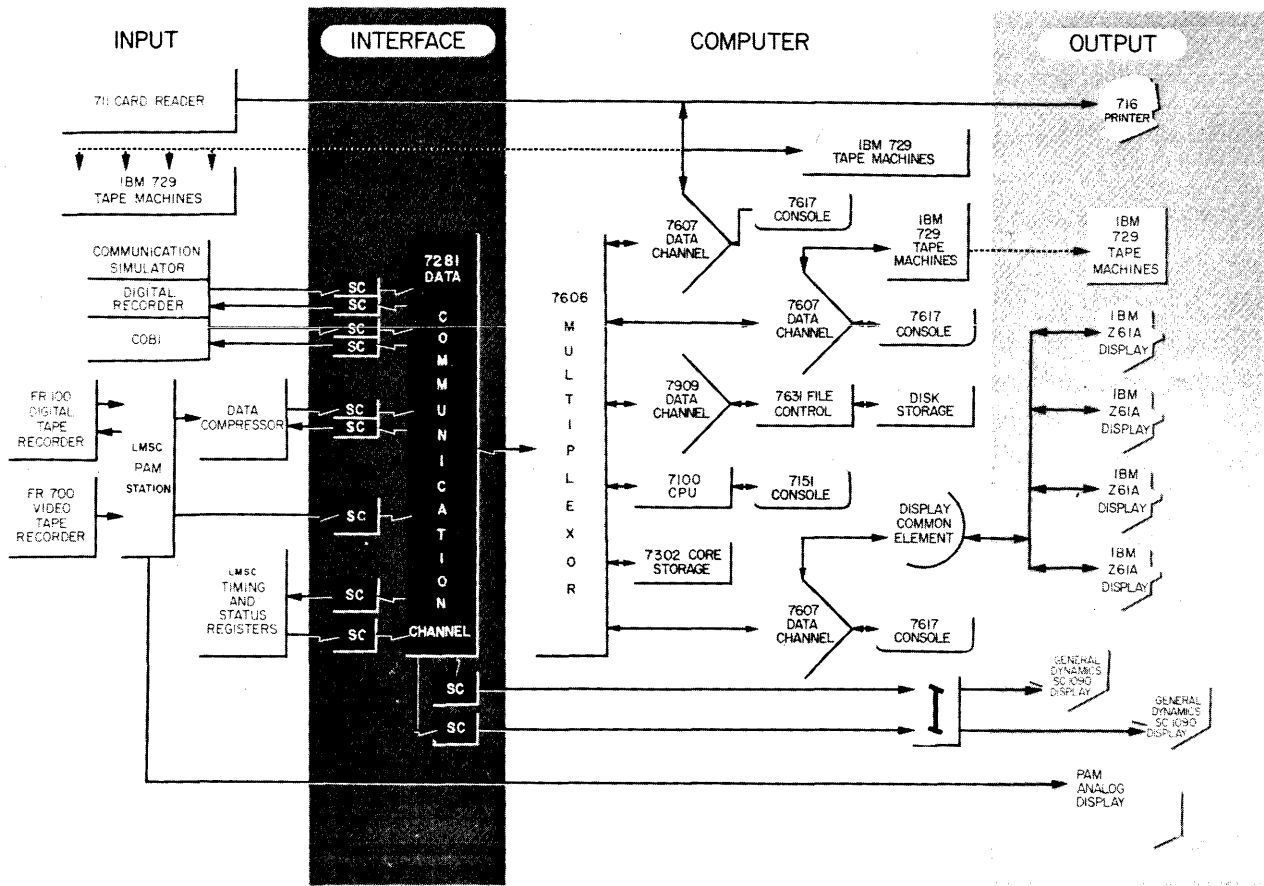 INPUT
INTERFACE
COMPUTER
OUTPUT
711 CARD READER
716
PRINTER
IBM 729
TAPE MACHINES
IBM 729
TAPE MACHINES
7607
DATA
CHANNEL
7617
CONSOLE
IBM
729
TAPE
MACHINES
IBM
729
TAPE
MACHINES
COMMUNICATION
SIMULATOR
DIGITAL
RECORDER
COBI
SC
SC
SC
SC
7281
DATA
COMMUNICATION
CHANNEL
7606
MULTIPLEXOR
7607
DATA
CHANNEL
7617
CONSOLE
IBM
Z61A
DISPLAY
FR 100
DIGITAL
TAPE
RECORDER
LMSC
PAM
STATION
DATA
COMPRESSOR
SC
SC
7909
DATA
CHANNEL
7631 FILE
CONTROL
DISK
STORAGE
IBM
Z61A
DISPLAY
FR 700
VIDEO
TAPE
RECORDER
SC
7100
CPU
7151
CONSOLE
IBM
Z61A
DISPLAY
DISPLAY
COMMON
ELEMENT
7302 CORE
STORAGE
IBM
Z61A
DISPLAY
LMSC
TIMING
AND
STATUS
REGISTERS
SC
SC
7607
DATA
CHANNEL
7617
CONSOLE
SC
SC
GENERAL
DYNAMICS
SC 1090
DISPLAY
GENERAL
DYNAMICS
SC 1090
DISPLAY
PAM
ANALOG
DISPLAY